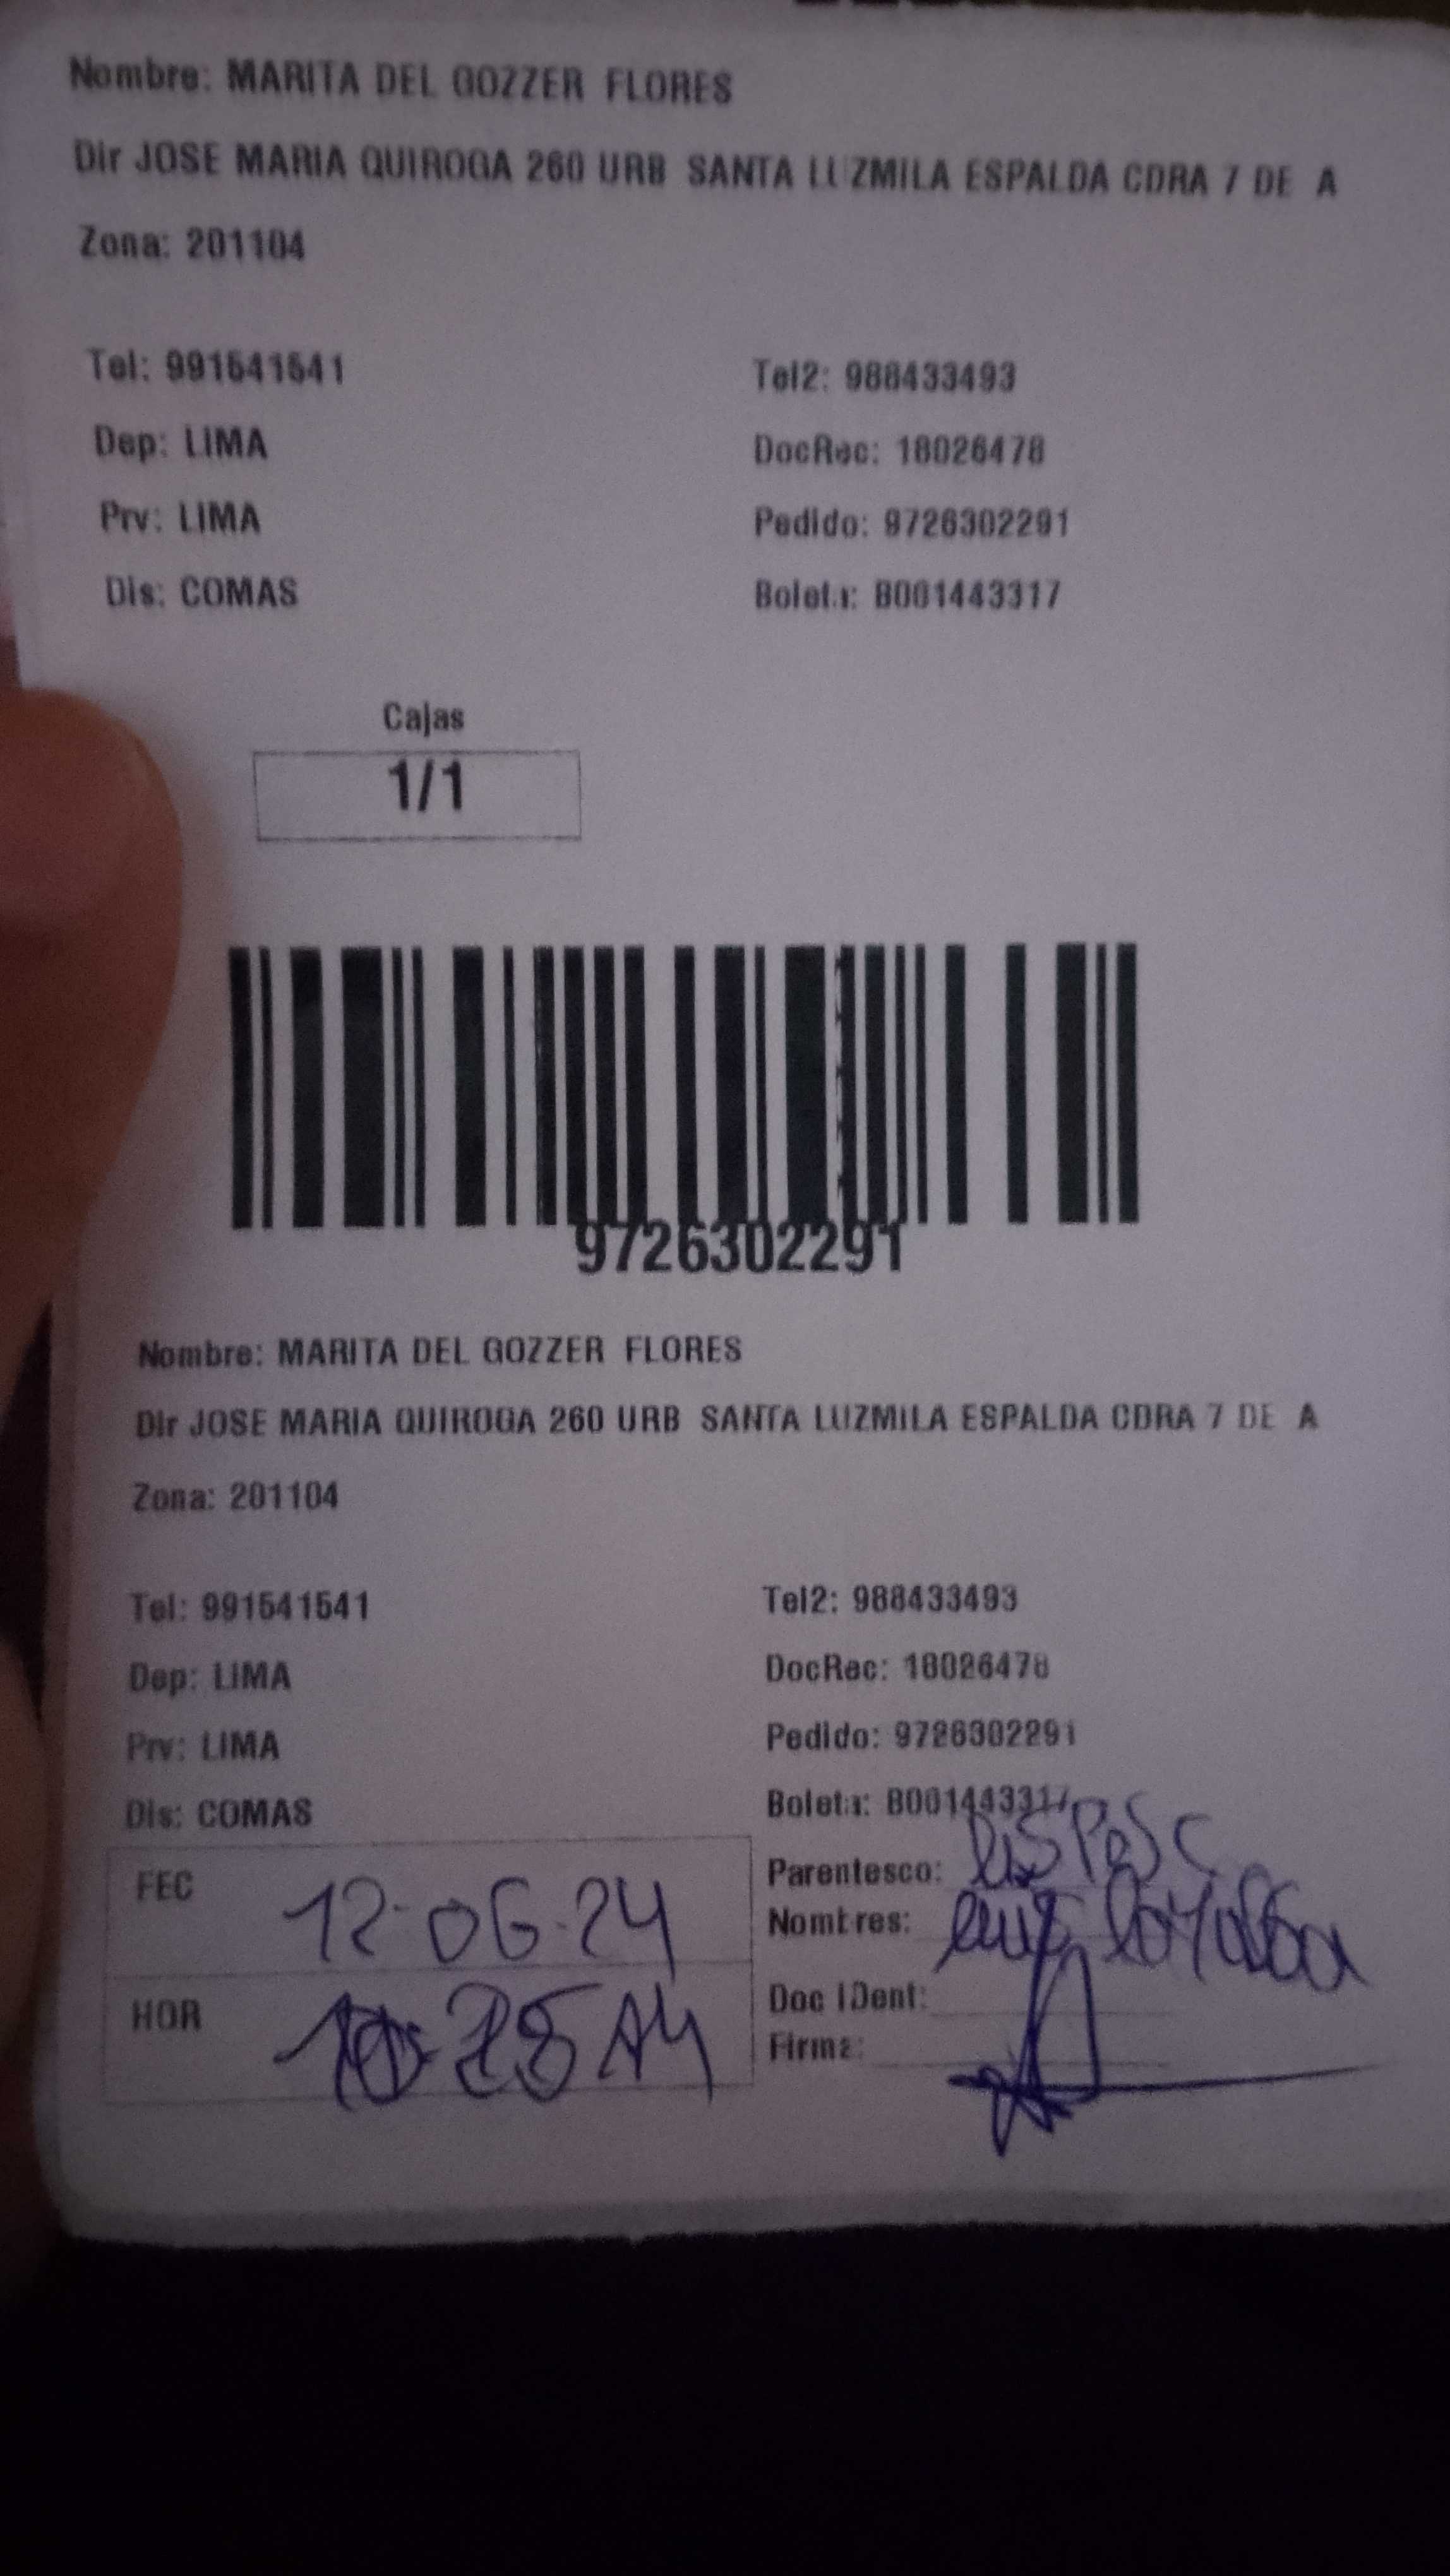 Nombre: MARITA DEL GOZZER FLORES
Dir JOSE MARIA QUIROGA 260 URB SANTA LUZMILA ESPALDA CDRA 7 DE A
Zona: 201104
Tel: 991541541 Tel2: 988433493
Dep: LIMA DocRec: 18026478
Prv: LIMA Pedido: 9726302291
Dis: COMAS Boleta: B001443317
Cajas
1/1
9726302291
Nombre: MARITA DEL GOZZER FLORES
Dir JOSE MARIA QUIROGA 260 URB SANTA LUZMILA ESPALDA CDRA 7 DE A
Zona: 201104
Tel: 991541541 Tel2: 988433493
Dep: LIMA DocRec: 18026478
Prv: LIMA Pedido: 9726302291
Dis: COMAS Boleta: B001443317
FEC 12-06-24 Parentesco:
Nombres:
HOR Doc IDent:
Firma: